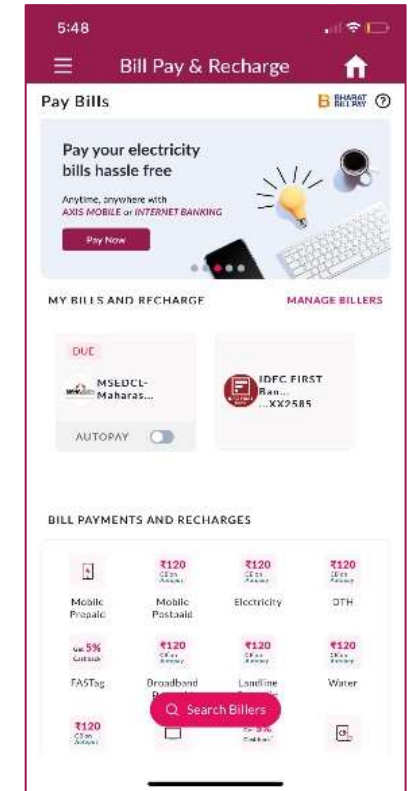 5:48
Bill Pay & Recharge
Pay Bills
B BHARAT BILLPAY
Pay your electricity
bills hassle free
Anytime, anywhere with
AXIS MOBILE or INTERNET BANKING
Pay Now
MY BILLS AND RECHARGE
MANAGE BILLERS
DUE
MSEDCL-
Maharas...
IDFC FIRST
Ban...
...XX2585
AUTOPAY
BILL PAYMENTS AND RECHARGES
₹120
₹120
₹120
Mobile
Prepaid
Mobile
Postpaid
Electricity
DTH
Get 5%
Cashback
₹120
₹120
₹120
FASTag
Broadband
Landline
Water
Search Billers
₹120